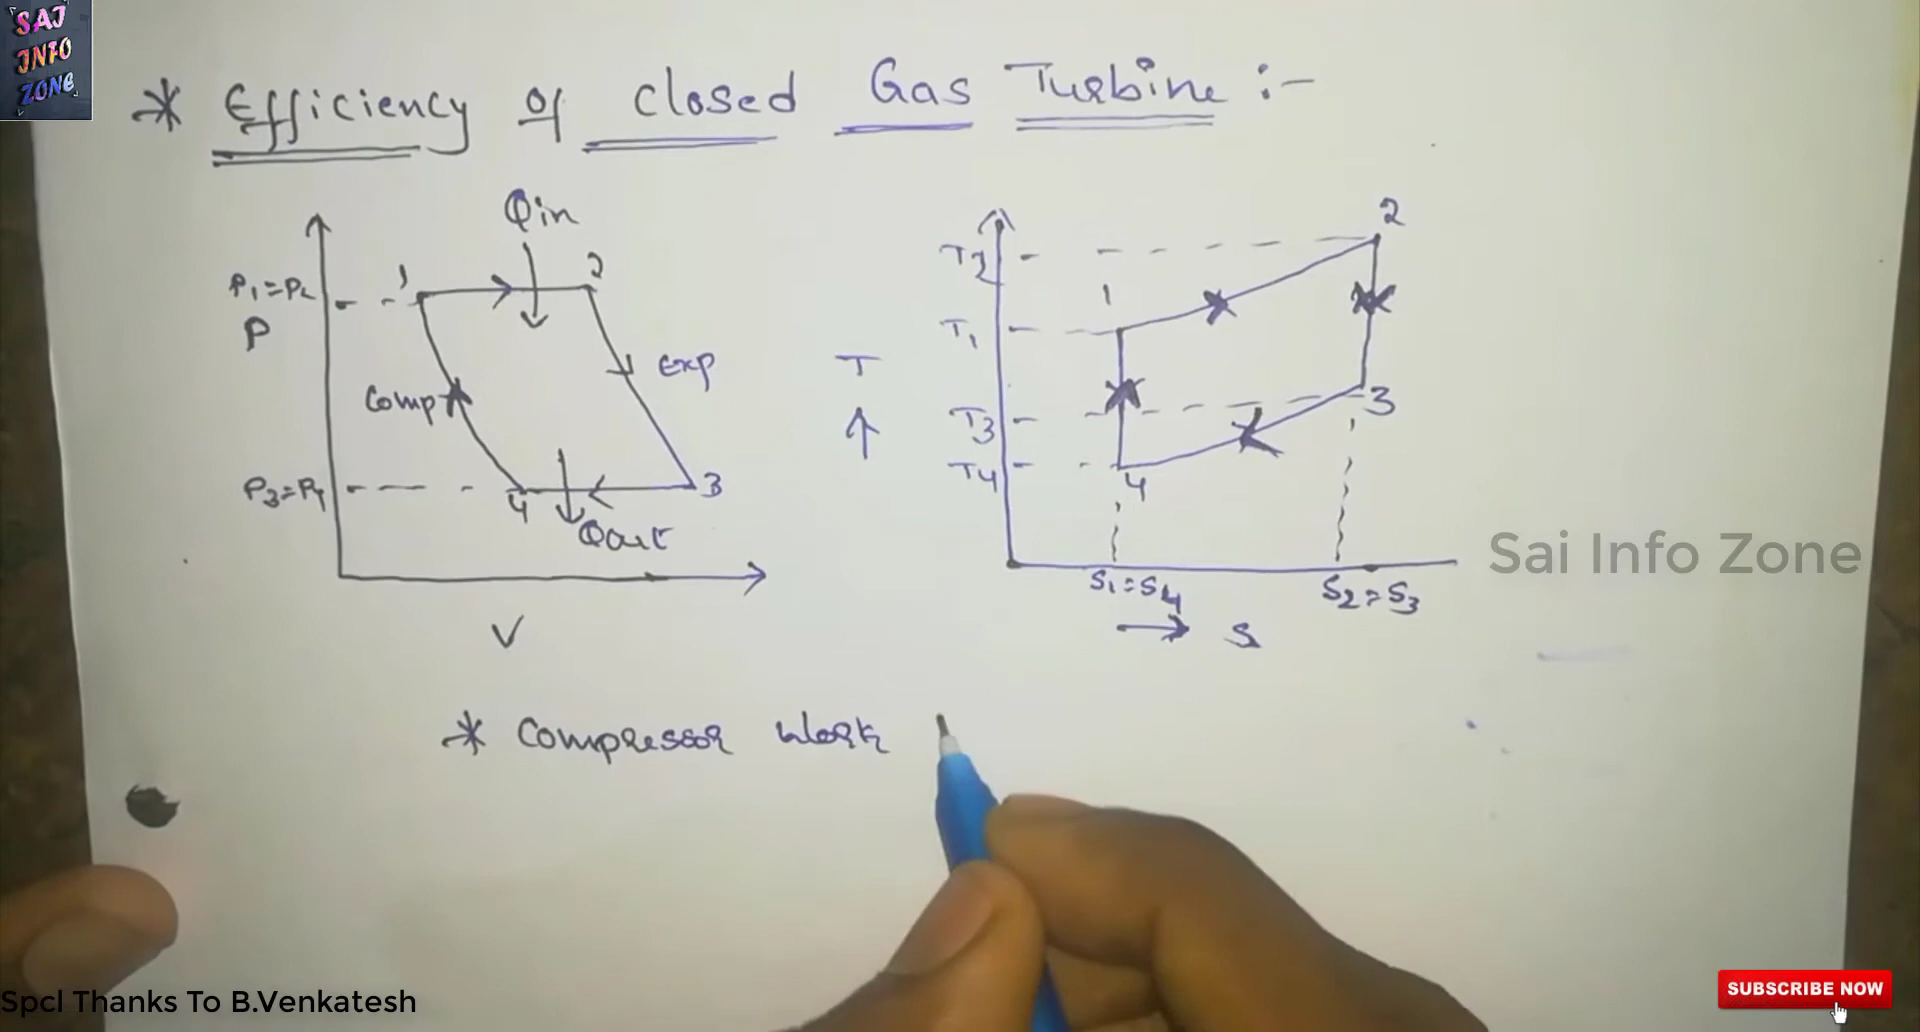 SAI
INFO
ZONE
* Efficiency of closed Gas Turbine :-
Qin
P1=P2
P
1
2
Comp
Exp
P3=P4
4
3
Qout
V
T
T2
T1
T3
T4
1
2
3
4
S1=S4
S2=S3
S
Sai Info Zone
* Compressor Work
Spcl Thanks To B.Venkatesh
SUBSCRIBE NOW